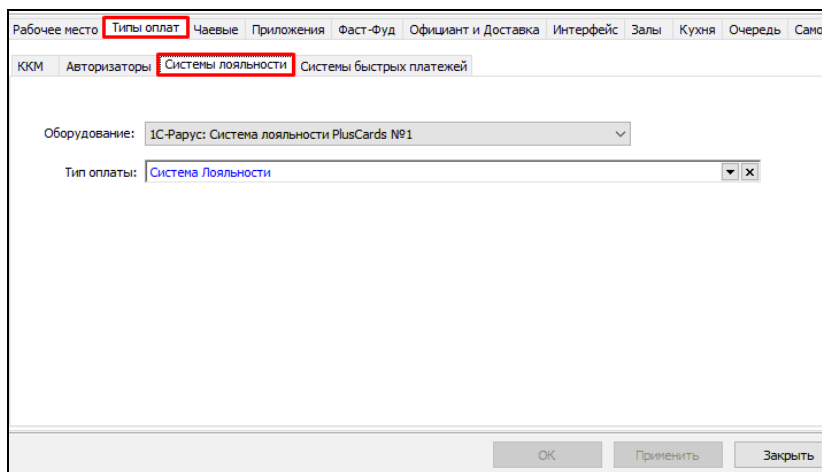 Рабочее место Типы оплат Чаевые Приложения Фаст-Фуд Официант и Доставка Интерфейс Залы Кухня Очередь Само
ККМ Авторизаторы Системы лояльности Системы быстрых платежей
Оборудование: 1С-Рарус: Система лояльности PlusCards №1
Тип оплаты: Система Лояльности
ОК Применить Закрыть